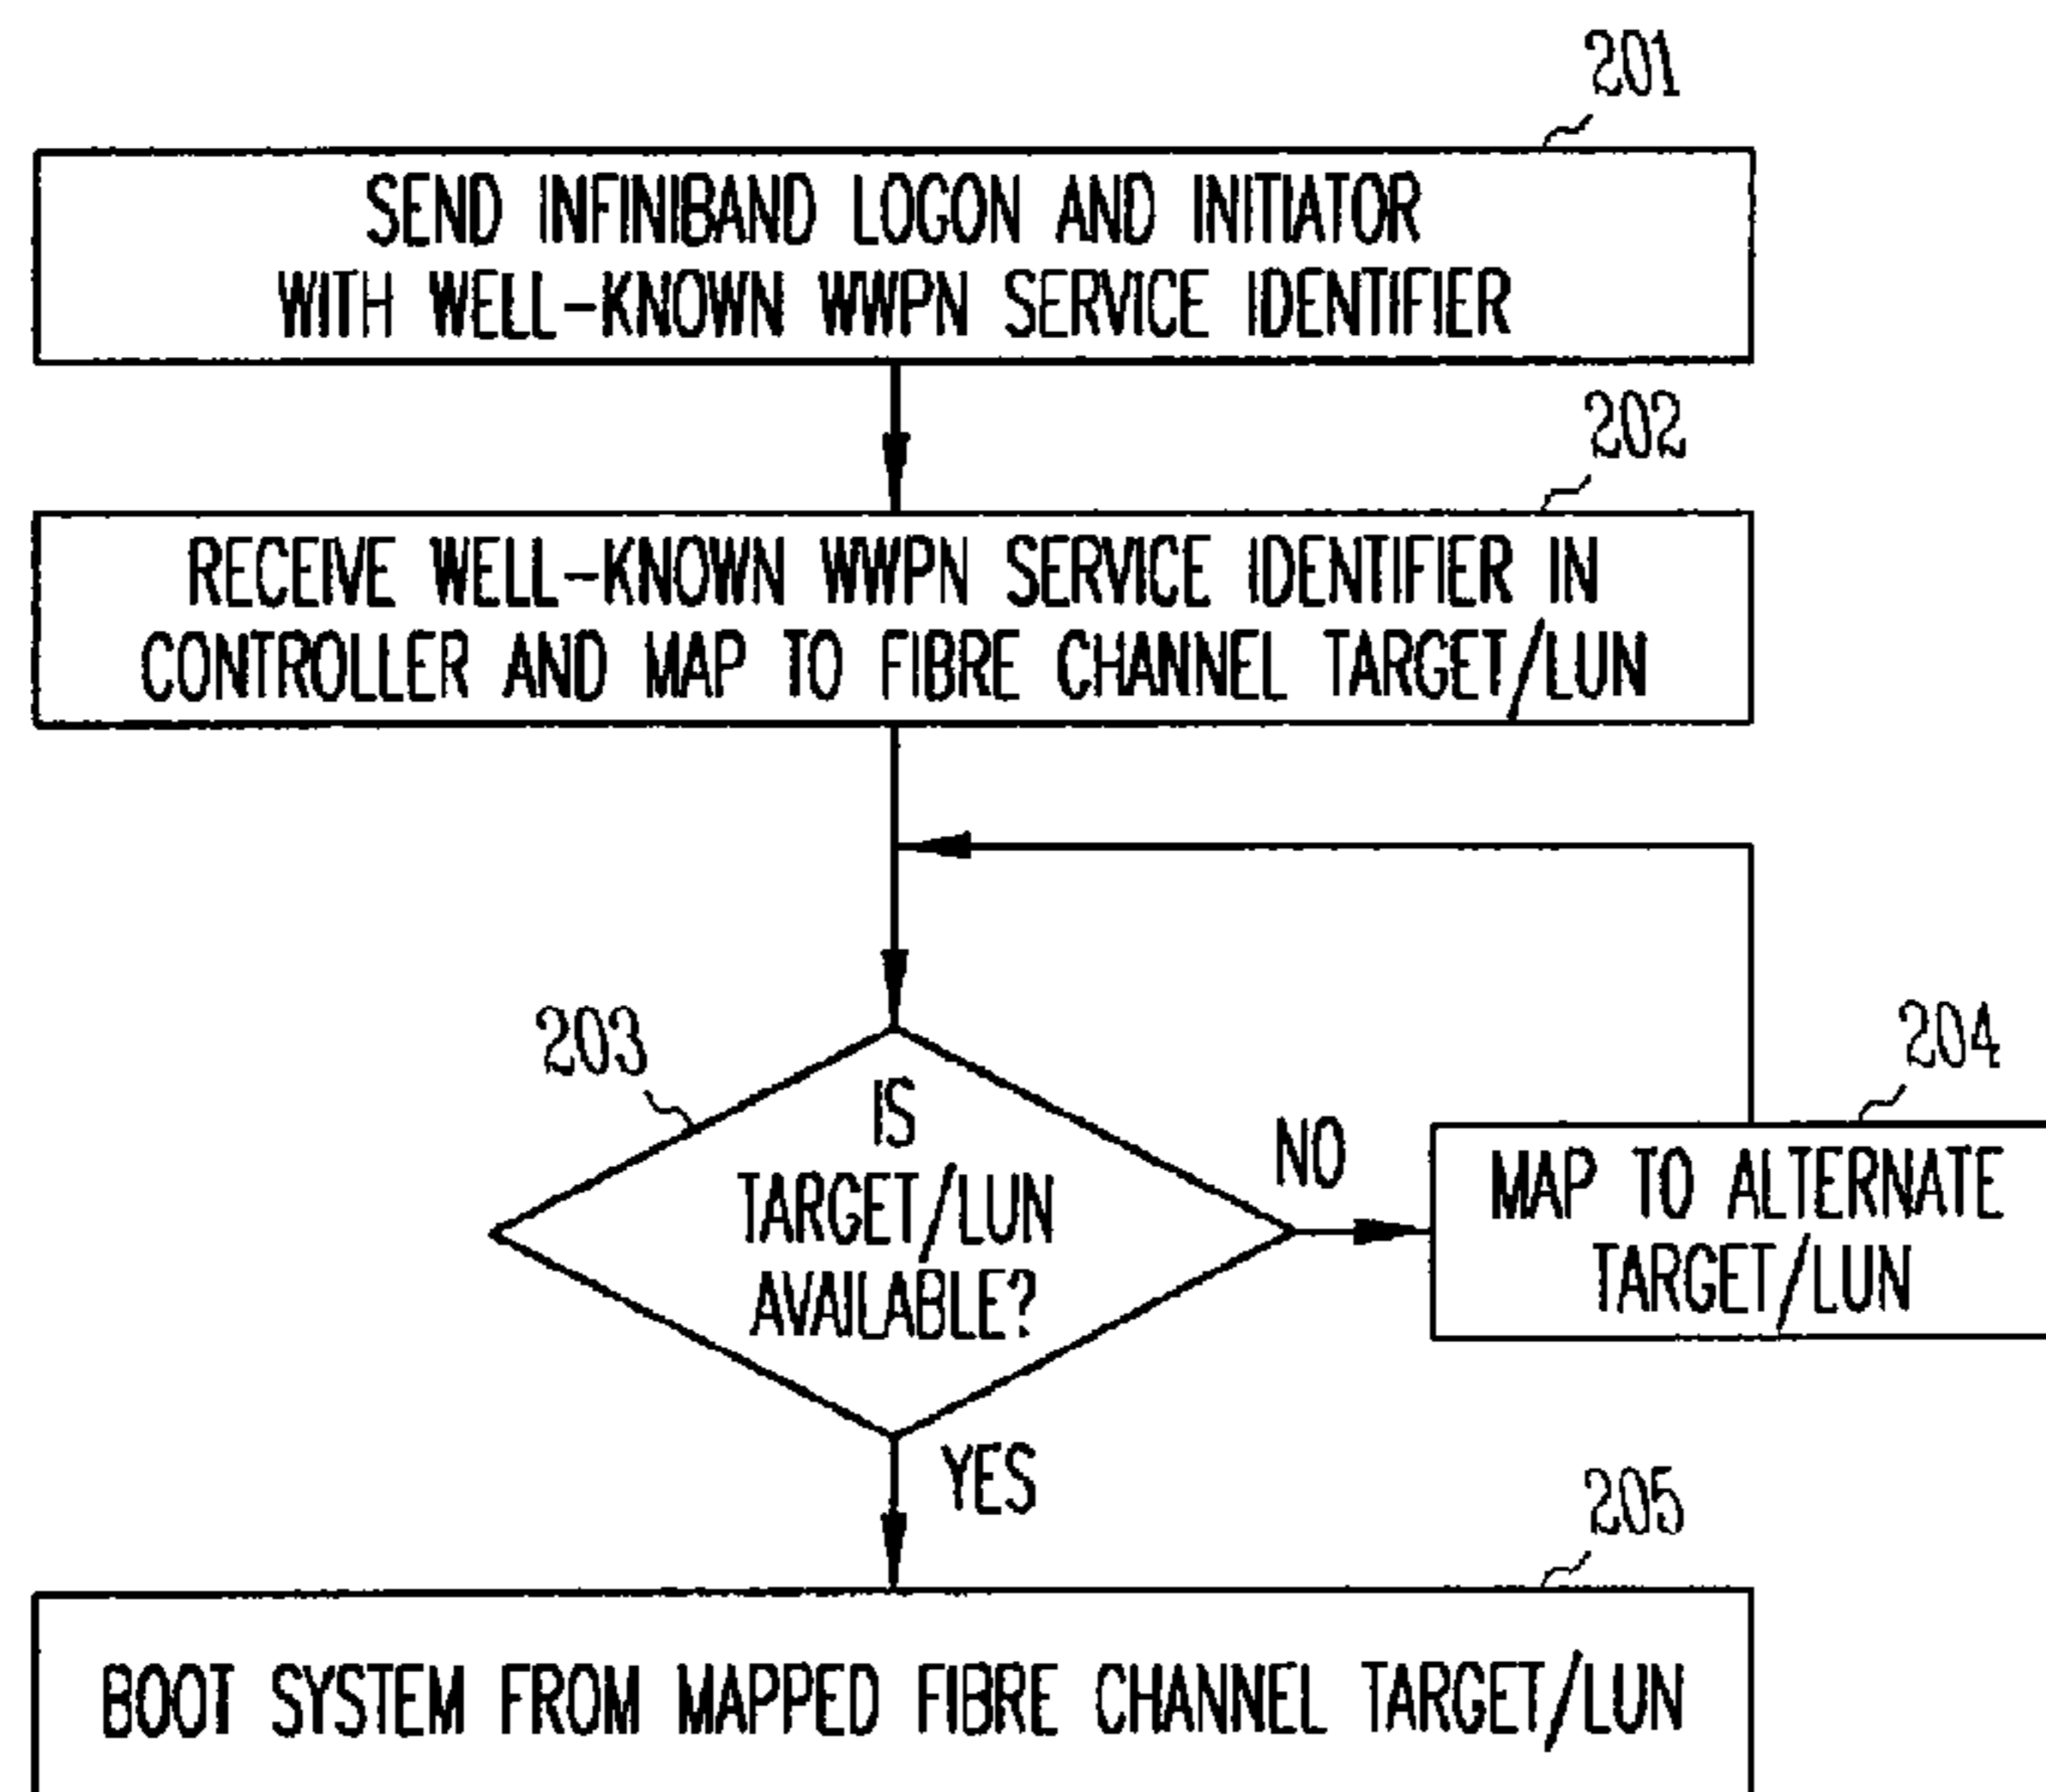 201
SEND INFINIBAND LOGON AND INITIATOR
WITH WELL-KNOWN WWPN SERVICE IDENTIFIER
202
RECEIVE WELL-KNOWN WWPN SERVICE IDENTIFIER IN
CONTROLLER AND MAP TO FIBRE CHANNEL TARGET/LUN
203
IS
TARGET/LUN
AVAILABLE?
NO
204
MAP TO ALTERNATE
TARGET/LUN
YES
205
BOOT SYSTEM FROM MAPPED FIBRE CHANNEL TARGET/LUN